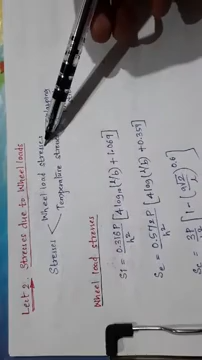 Lect 2 Stresses due to Wheel loads
Stresses
Wheel load stresses
Temperature stresses
Wheel load stresses
Si = 0.316P/h² [4 log₁₀(l/b) + 1.069]
Se = 0.572P/h² [4 log(l/b) + 0.359]
Sc = 3P/h² [1 - (a√2/l)^0.6]